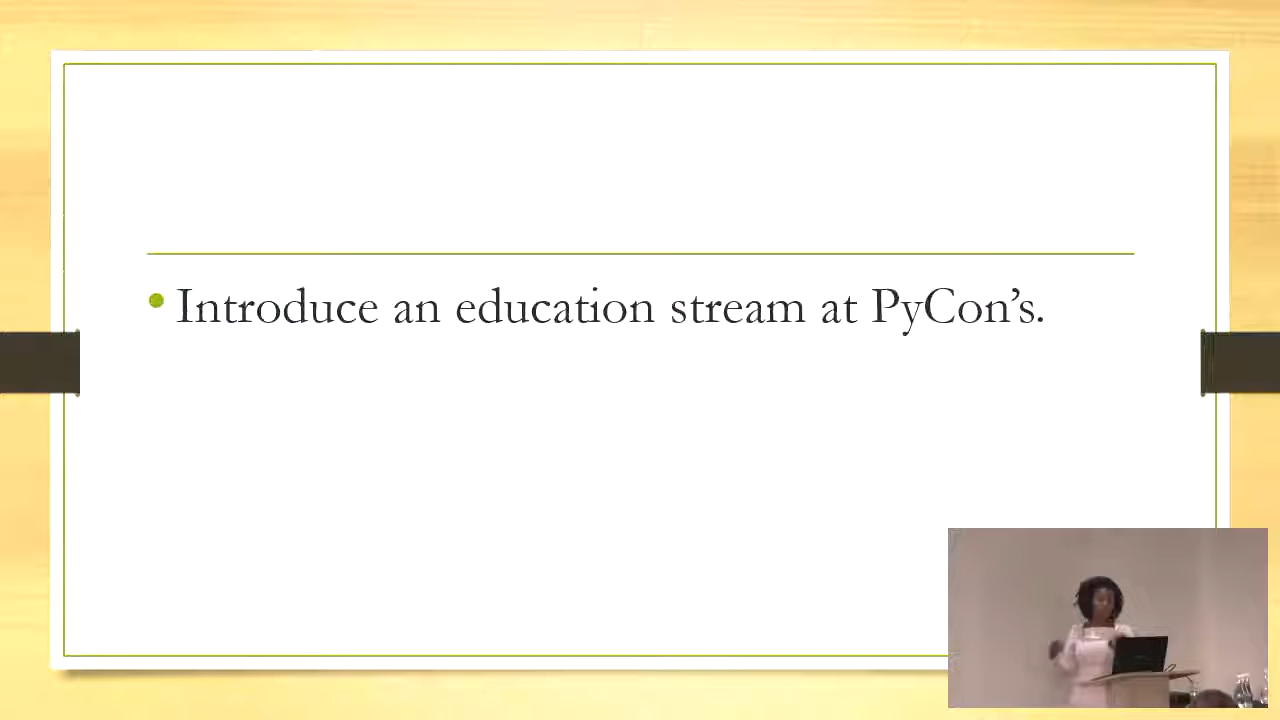 • Introduce an education stream at PyCon’s.